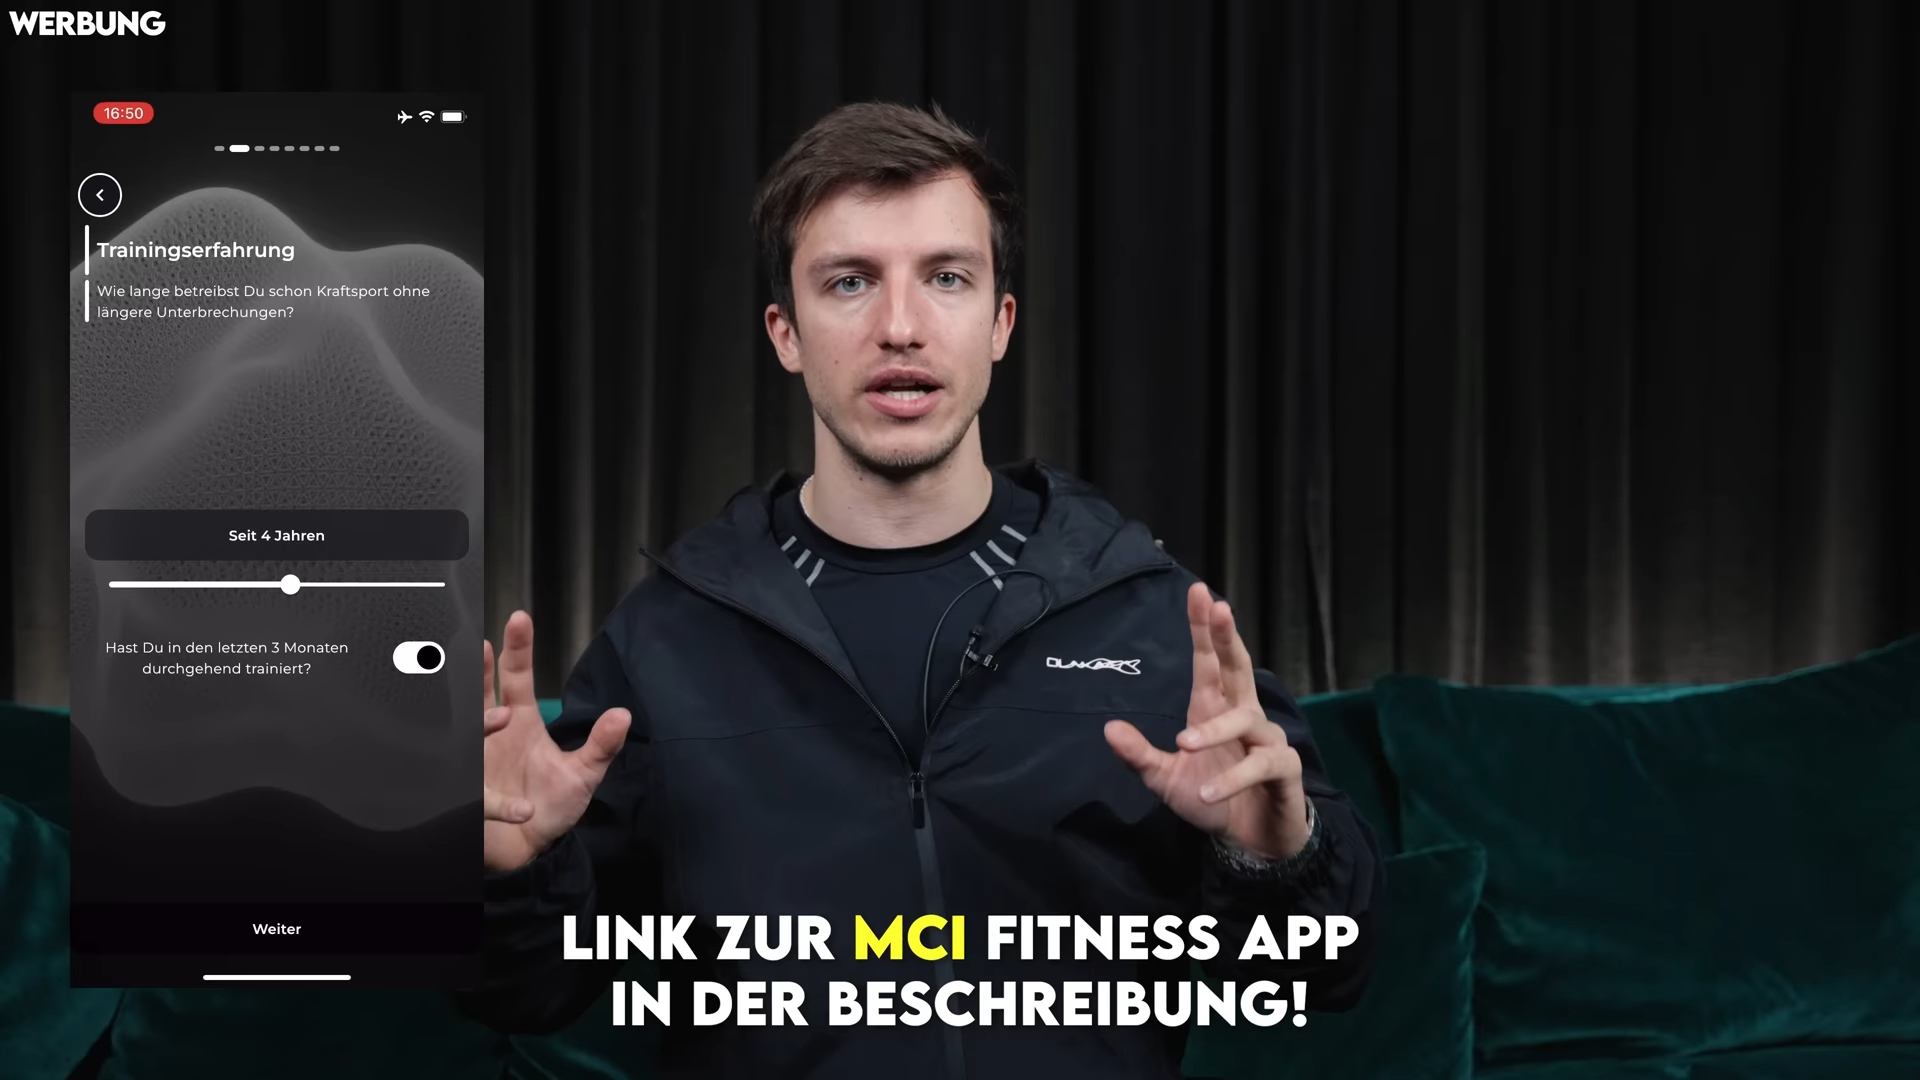 WERBUNG
16:50
Trainingserfahrung
Wie lange betreibst Du schon Kraftsport ohne
längere Unterbrechungen?
Seit 4 Jahren
Hast Du in den letzten 3 Monaten
durchgehend trainiert?
Weiter
LINK ZUR MCI FITNESS APP
IN DER BESCHREIBUNG!